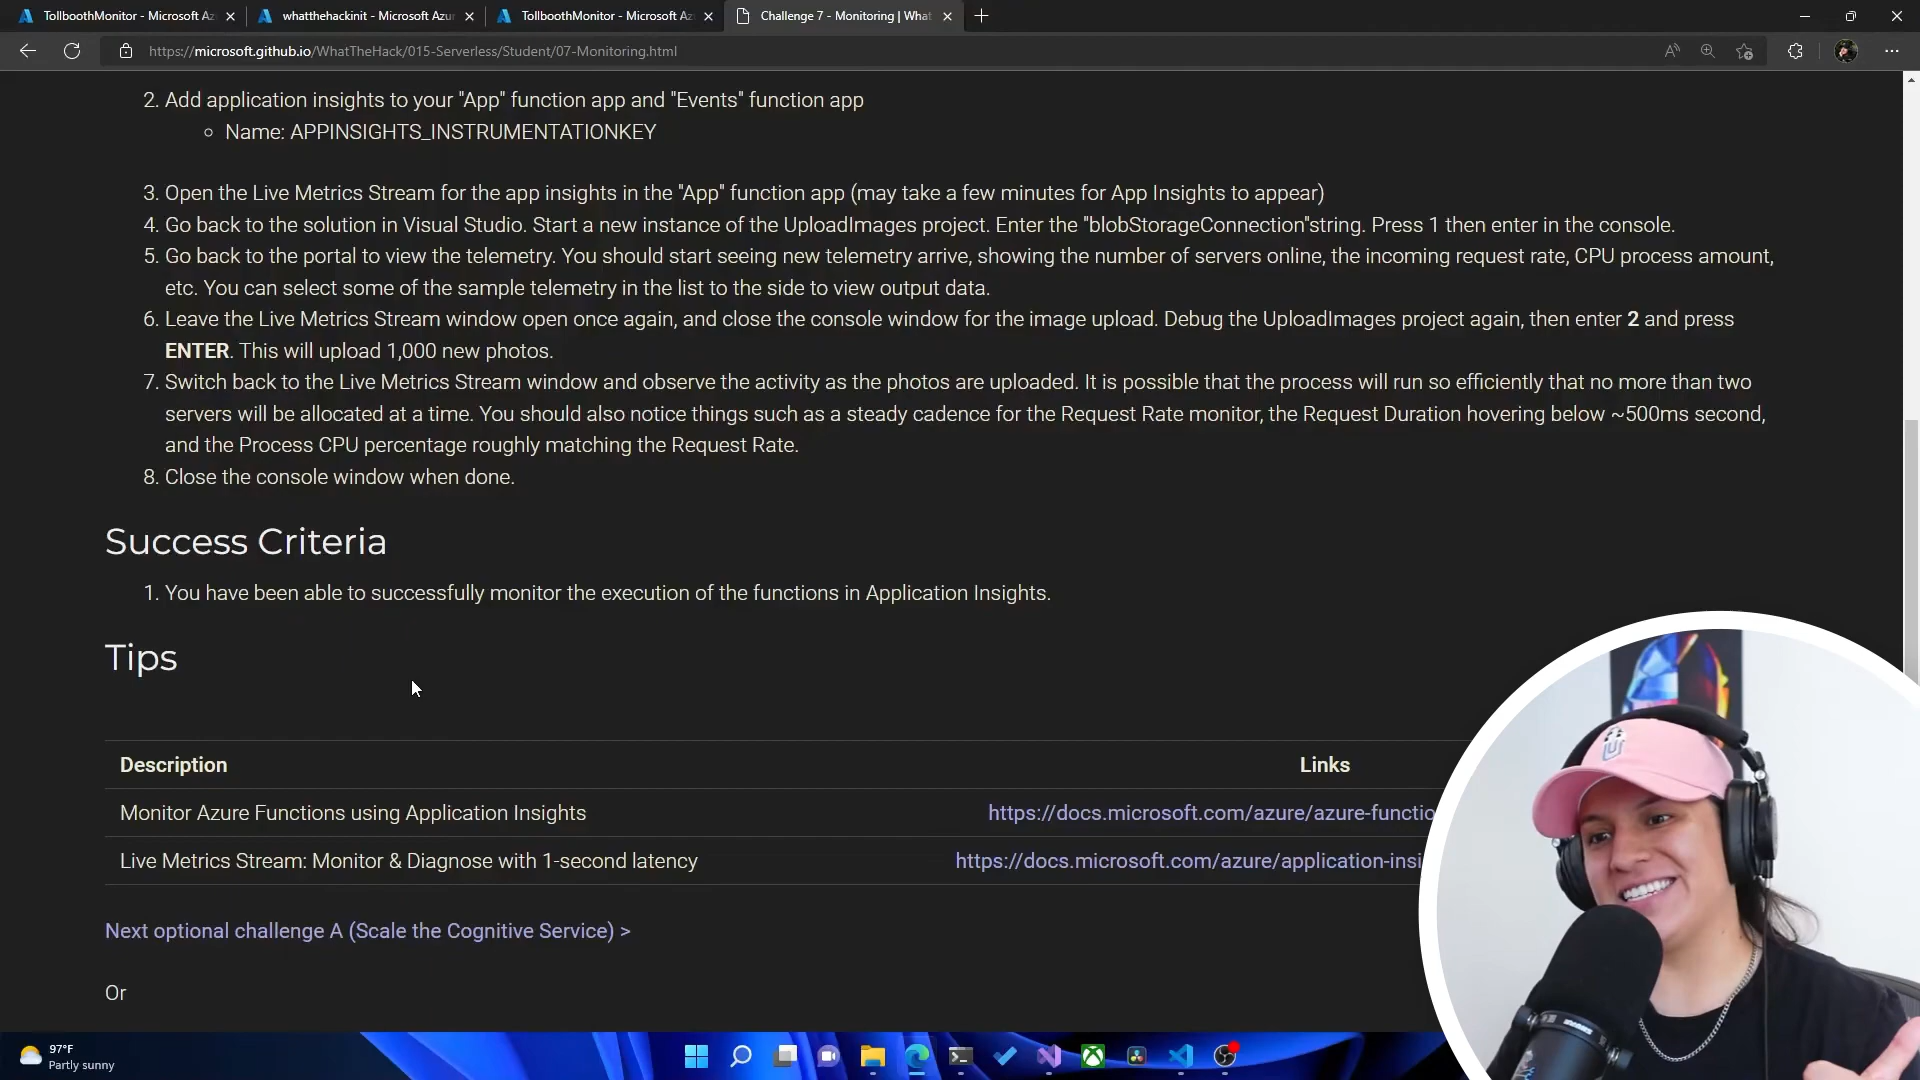 TollboothMonitor - Microsoft Az
whatthehackinit - Microsoft Azur
TollboothMonitor - Microsoft Az
Challenge 7 - Monitoring | What
https://microsoft.github.io/WhatTheHack/015-Serverless/Student/07-Monitoring.html
2. Add application insights to your "App" function app and "Events" function app
Name: APPINSIGHTS_INSTRUMENTATIONKEY
3. Open the Live Metrics Stream for the app insights in the "App" function app (may take a few minutes for App Insights to appear)
4. Go back to the solution in Visual Studio. Start a new instance of the UploadImages project. Enter the "blobStorageConnection"string. Press 1 then enter in the console.
5. Go back to the portal to view the telemetry. You should start seeing new telemetry arrive, showing the number of servers online, the incoming request rate, CPU process amount,
etc. You can select some of the sample telemetry in the list to the side to view output data.
6. Leave the Live Metrics Stream window open once again, and close the console window for the image upload. Debug the UploadImages project again, then enter 2 and press
ENTER. This will upload 1,000 new photos.
7. Switch back to the Live Metrics Stream window and observe the activity as the photos are uploaded. It is possible that the process will run so efficiently that no more than two
servers will be allocated at a time. You should also notice things such as a steady cadence for the Request Rate monitor, the Request Duration hovering below ~500ms second,
and the Process CPU percentage roughly matching the Request Rate.
8. Close the console window when done.
Success Criteria
1. You have been able to successfully monitor the execution of the functions in Application Insights.
Tips
Description Links
Monitor Azure Functions using Application Insights https://docs.microsoft.com/azure/azure-functio
Live Metrics Stream: Monitor & Diagnose with 1-second latency https://docs.microsoft.com/azure/application-insi
Next optional challenge A (Scale the Cognitive Service) >
Or
97°F
Partly sunny